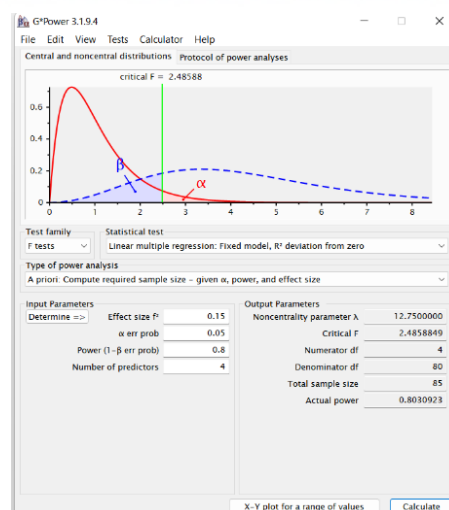 G*Power 3.1.9.4
File Edit View Tests Calculator Help
Central and noncentral distributions Protocol of power analyses
critical F = 2.48588
0.6
0.4
β
0.2
α
0
0 1 2 3 4 5 6 7 8
Test family Statistical test
F tests Linear multiple regression: Fixed model, R² deviation from zero
Type of power analysis
A priori: Compute required sample size - given α, power, and effect size
Input Parameters Output Parameters
Determine => Effect size f² 0.15 Noncentrality parameter λ 12.7500000
α err prob 0.05 Critical F 2.4858849
Power (1-β err prob) 0.8 Numerator df 4
Number of predictors 4 Denominator df 80
Total sample size 85
Actual power 0.8030923
X-Y plot for a range of values Calculate